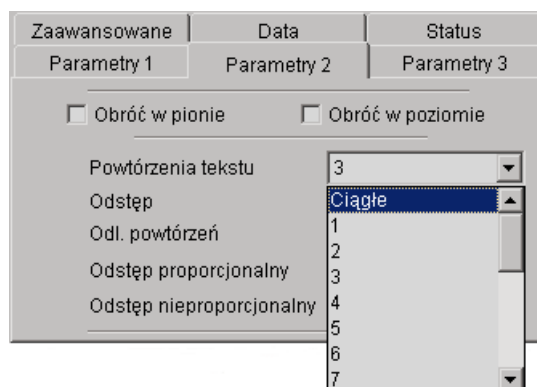 Zaawansowane Data Status
Parametry 1 Parametry 2 Parametry 3
Obróć w pionie Obróć w poziomie
Powtórzenia tekstu 3
Odstęp Ciągłe
1
Odl. powtórzeń
2
Odstęp proporcjonalny 3
Odstęp nieproporcjonalny 4
5
6
7